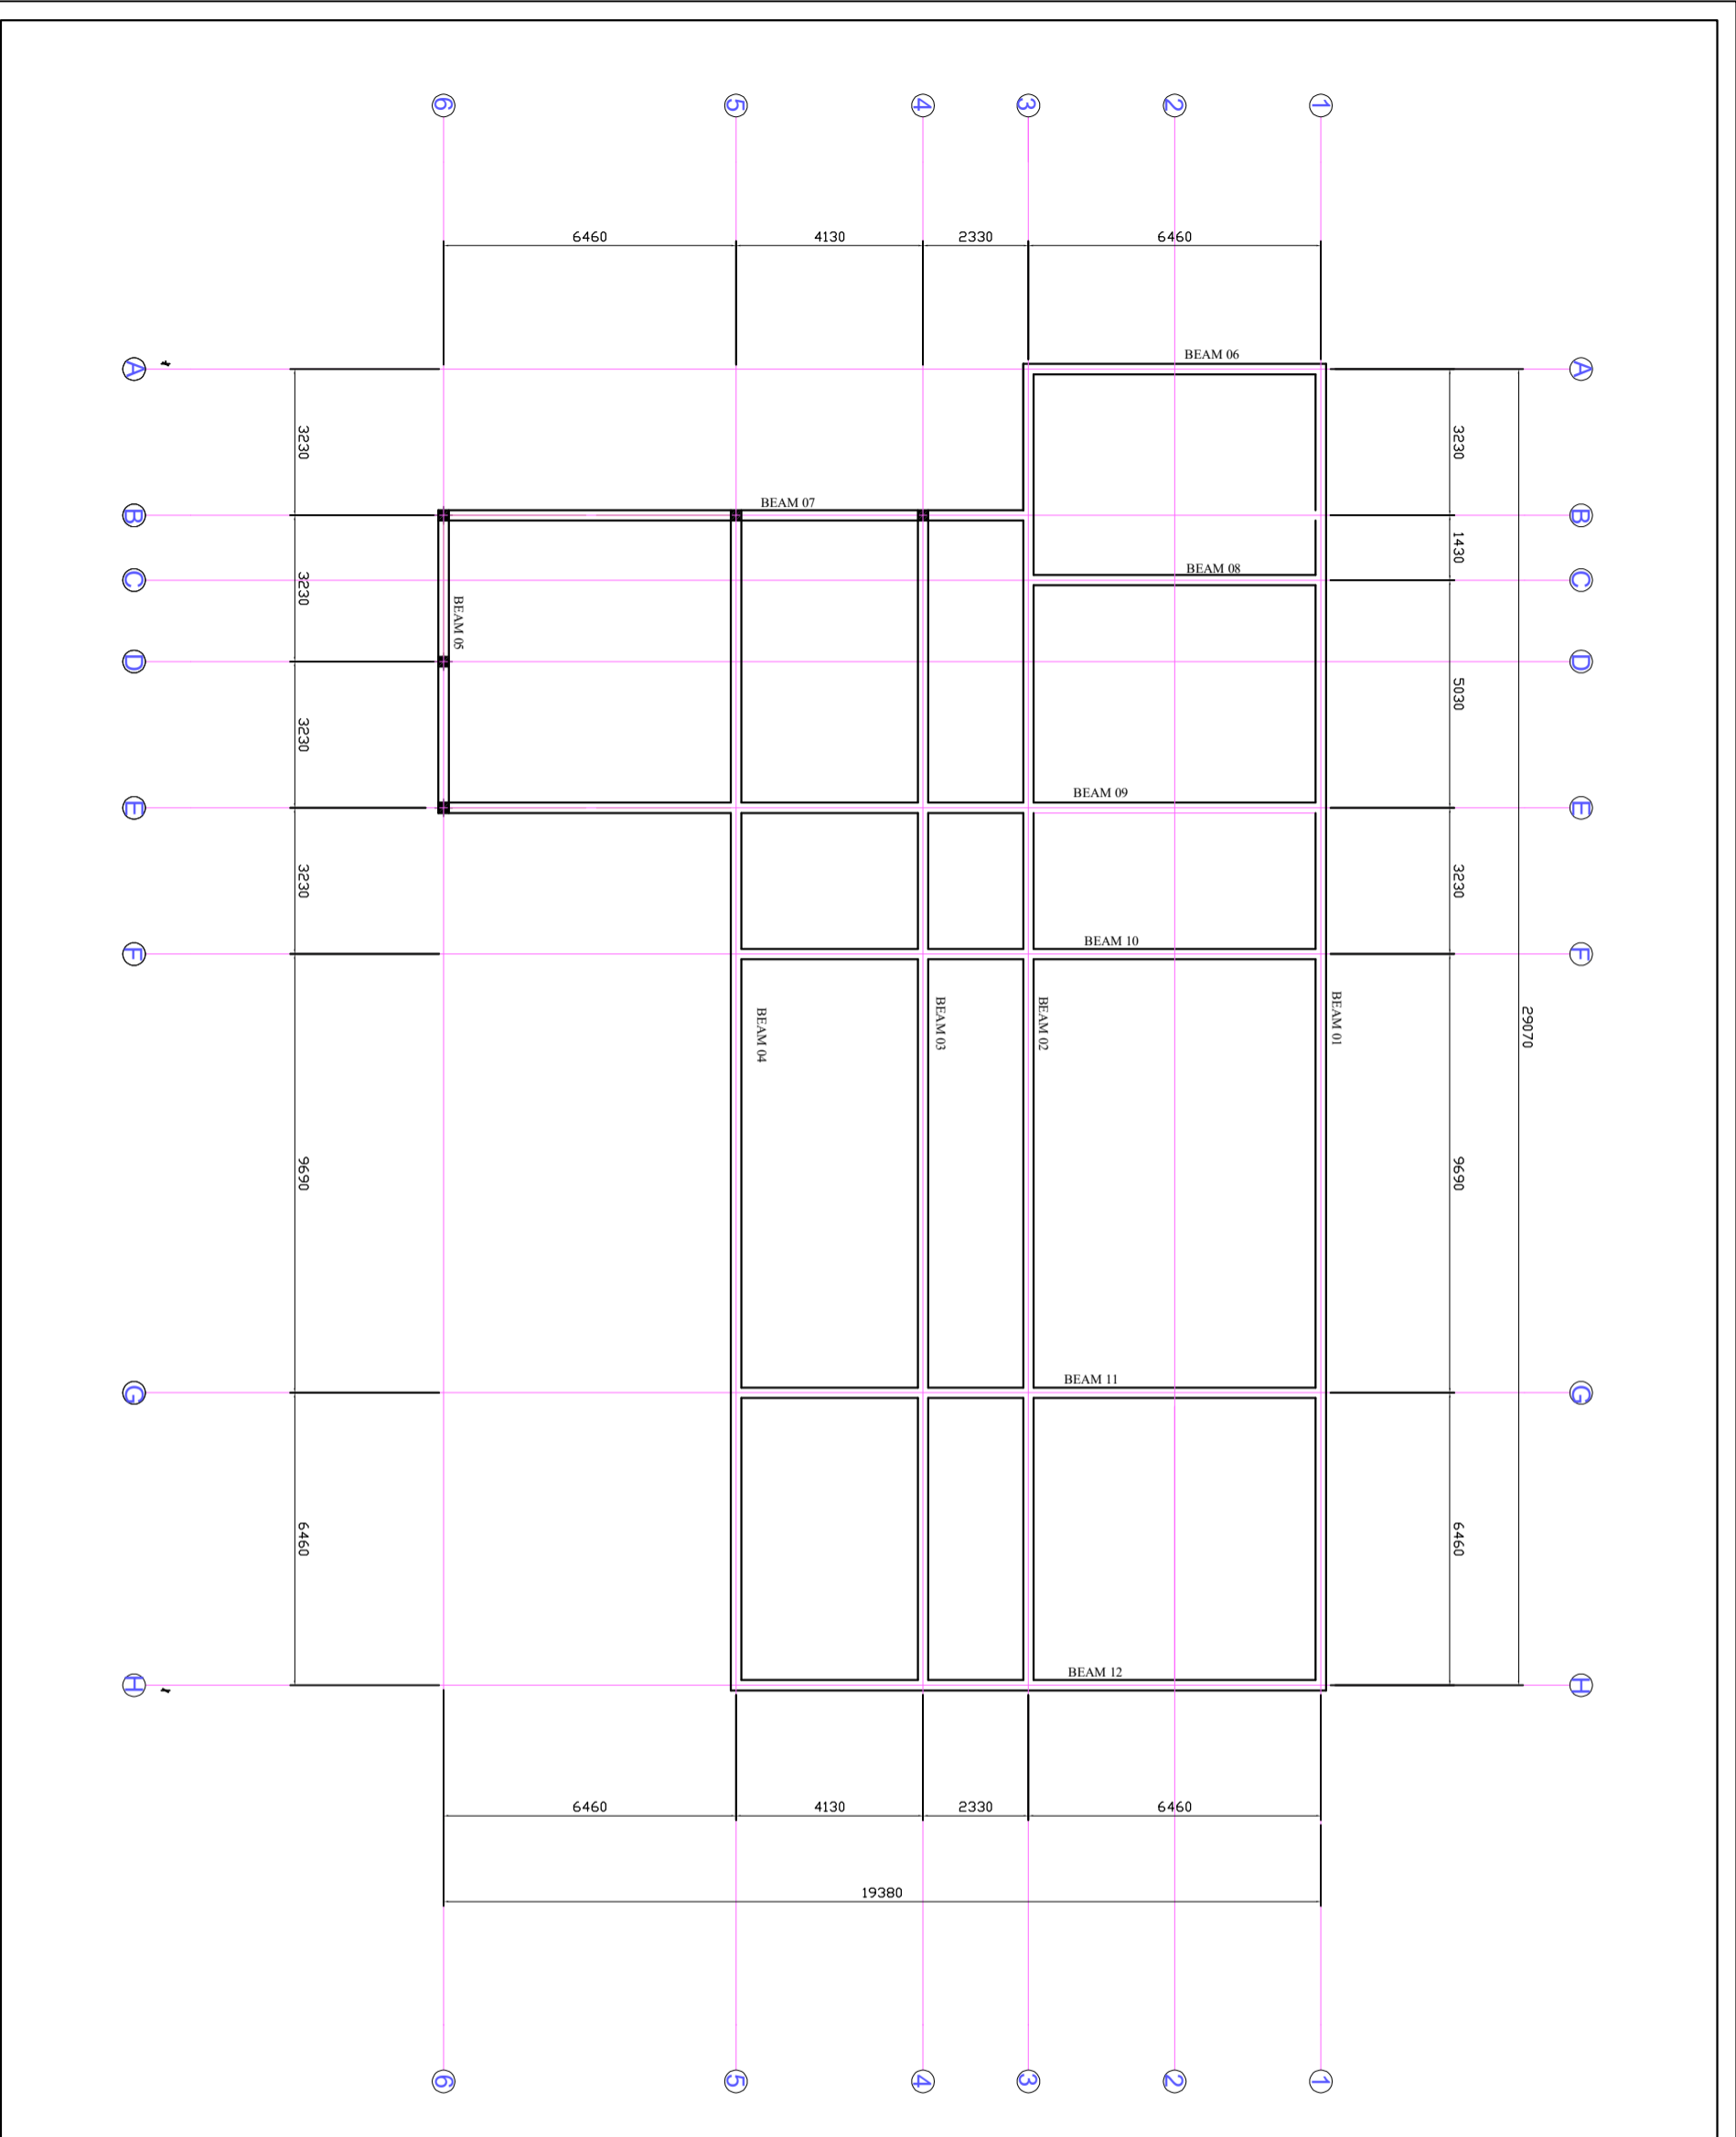 6 5 4 3 2 1
6460 4130 2330 6460
BEAM 06
A A
3230 3230
BEAM 07
B B
1430
BEAM 08
C C
3230
BEAM 05
D D
5030
3230
BEAM 09
E E
3230 3230
BEAM 10
F F
BEAM 04 BEAM 03 BEAM 02 BEAM 01
29070
9690 9690
BEAM 11
G G
6460 6460
BEAM 12
H H
6460 4130 2330 6460
19380
6 5 4 3 2 1